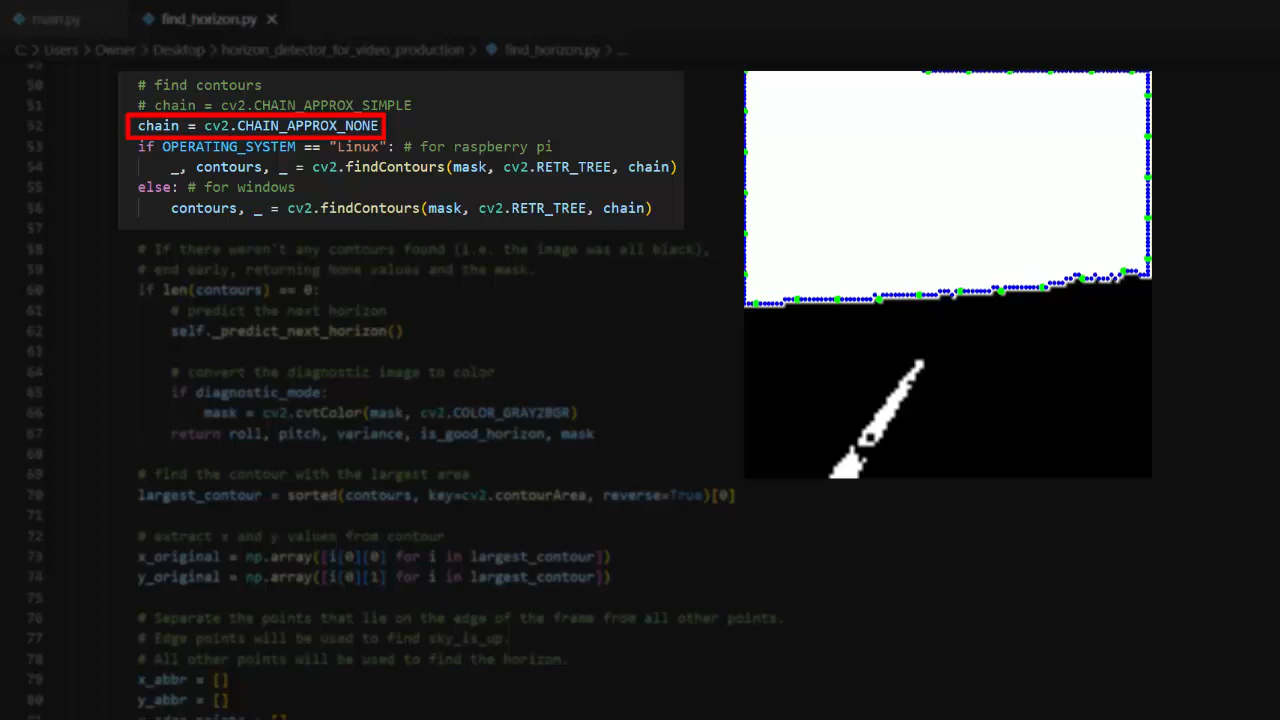 main.py
find_horizon.py ×
C: > Users > Owner > Desktop > horizon_detector_for_video_production > find_horizon.py > ...
49
50 # find contours
51 # chain = cv2.CHAIN_APPROX_SIMPLE
52 chain = cv2.CHAIN_APPROX_NONE
53 if OPERATING_SYSTEM == "Linux": # for raspberry pi
54 _, contours, _ = cv2.findContours(mask, cv2.RETR_TREE, chain)
55 else: # for windows
56 contours, _ = cv2.findContours(mask, cv2.RETR_TREE, chain)
57
58 # If there weren't any contours found (i.e. the image was all black),
59 # end early, returning None values and the mask.
60 if len(contours) == 0:
61 # predict the next horizon
62 self._predict_next_horizon()
63
64 # convert the diagnostic image to color
65 if diagnostic_mode:
66 mask = cv2.cvtColor(mask, cv2.COLOR_GRAY2BGR)
67 return roll, pitch, variance, is_good_horizon, mask
68
69 # find the contour with the largest area
70 largest_contour = sorted(contours, key=cv2.contourArea, reverse=True)[0]
71
72 # extract x and y values from contour
73 x_original = np.array([i[0][0] for i in largest_contour])
74 y_original = np.array([i[0][1] for i in largest_contour])
75
76 # Separate the points that lie on the edge of the frame from all other points.
77 # Edge points will be used to find sky_is_up.
78 # All other points will be used to find the horizon.
79 x_abbr = []
80 y_abbr = []